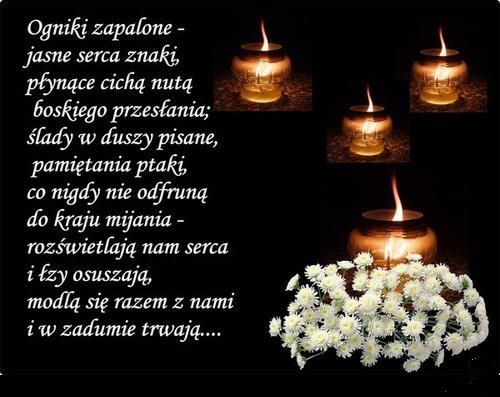 Ogniki zapalone -
jasne serca znaki,
płynące cichą nutą
boskiego przesłania;
ślady w duszy pisane,
pamiętania ptaki,
co nigdy nie odfruną
do kraju mijania -
rozświetlają nam serca
i łzy osuszają,
modlą się razem z nami
i w zadumie trwają....